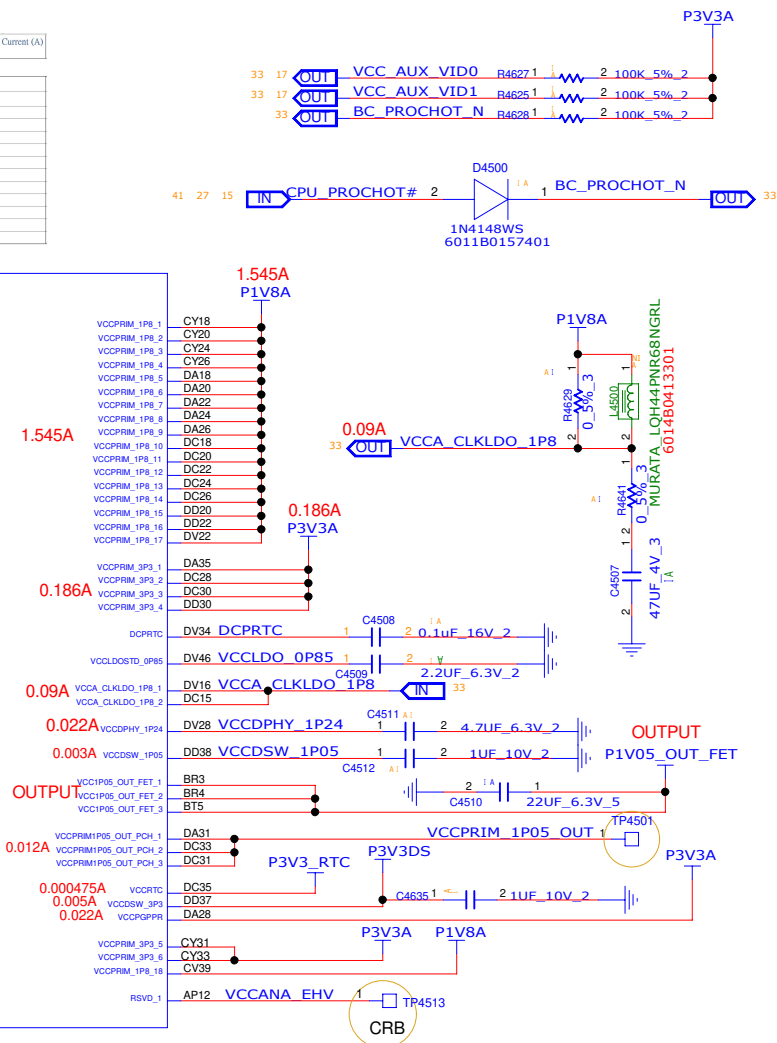 Current (A)
P3V3A
33 17 OUT VCC_AUX_VID0 R4627 1 2 100K_5%_2
33 17 OUT VCC_AUX_VID1 R4625 1 2 100K_5%_2
33 OUT BC_PROCHOT_N R4628 1 2 100K_5%_2
D4500
41 27 15 IN CPU_PROCHOT# 2 1 BC_PROCHOT_N OUT 33
1N4148WS
6011B0157401
1.545A
P1V8A
VCCPRIM_1P8_1 CY18
VCCPRIM_1P8_2 CY20
VCCPRIM_1P8_3 CY24
VCCPRIM_1P8_4 CY26
VCCPRIM_1P8_5 DA18
VCCPRIM_1P8_6 DA20
VCCPRIM_1P8_7 DA22
VCCPRIM_1P8_8 DA24
VCCPRIM_1P8_9 DA26
1.545A
VCCPRIM_1P8_10 DC18
VCCPRIM_1P8_11 DC20
VCCPRIM_1P8_12 DC22
VCCPRIM_1P8_13 DC24
VCCPRIM_1P8_14 DC26
VCCPRIM_1P8_15 DD20
VCCPRIM_1P8_16 DD22
VCCPRIM_1P8_17 DV22
P1V8A
1 R4629 0_5%_3 2
1 L4500 2
MURATA_LQH44PNR68NGRL
6014B0413301
0.09A
33 OUT VCCA_CLKLDO_1P8
1 R4641 0_5%_3 2
1 C4507 47UF_4V_3 2
0.186A
P3V3A
VCCPRIM_3P3_1 DA35
VCCPRIM_3P3_2 DC28
0.186A VCCPRIM_3P3_3 DC30
VCCPRIM_3P3_4 DD30
DCPRTC DV34 DCPRTC 1 C4508 2 0.1uF_16V_2
VCCLDOSTD_0P85 DV46 VCCLDO_0P85 1 C4509 2 2.2UF_6.3V_2
0.09A VCCA_CLKLDO_1P8_1 DV16 VCCA_CLKLDO_1P8 IN 33
VCCA_CLKLDO_1P8_2 DC15
0.022A VCCDPHY_1P24 DV28 VCCDPHY_1P24 C4511 1 2 4.7UF_6.3V_2
0.003A VCCDSW_1P05 DD38 VCCDSW_1P05 1 C4512 2 1UF_10V_2
OUTPUT
P1V05_OUT_FET
2 C4510 1 22UF_6.3V_5
VCC1P05_OUT_FET_1 BR3
OUTPUT VCC1P05_OUT_FET_2 BR4
VCC1P05_OUT_FET_3 BT5
VCCPRIM1P05_OUT_PCH_1 DA31 VCCPRIM_1P05_OUT 1 TP4501
0.012A VCCPRIM1P05_OUT_PCH_2 DC33
VCCPRIM1P05_OUT_PCH_3 DC31
P3V3_RTC P3V3DS P3V3A
0.000475A VCCRTC DC35
0.005A VCCDSW_3P3 DD37 C4635 1 2 1UF_10V_2
0.022A VCCPGPPR DA28
P3V3A P1V8A
VCCPRIM_3P3_5 CY31
VCCPRIM_3P3_6 CY33
VCCPRIM_1P8_18 CV39
RSVD_1 AP12 VCCANA_EHV 1 TP4513
CRB